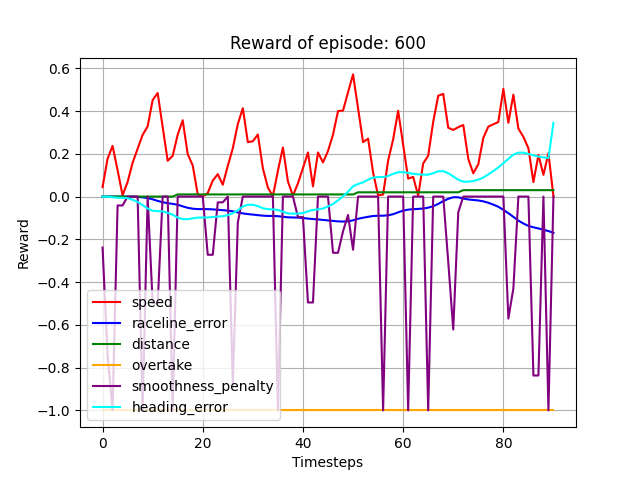 Reward of episode: 600
Reward
0.6
0.4
0.2
0.0
−0.2
−0.4
−0.6
−0.8
−1.0
speed
raceline_error
distance
overtake
smoothness_penalty
heading_error
0 20 40 60 80
Timesteps